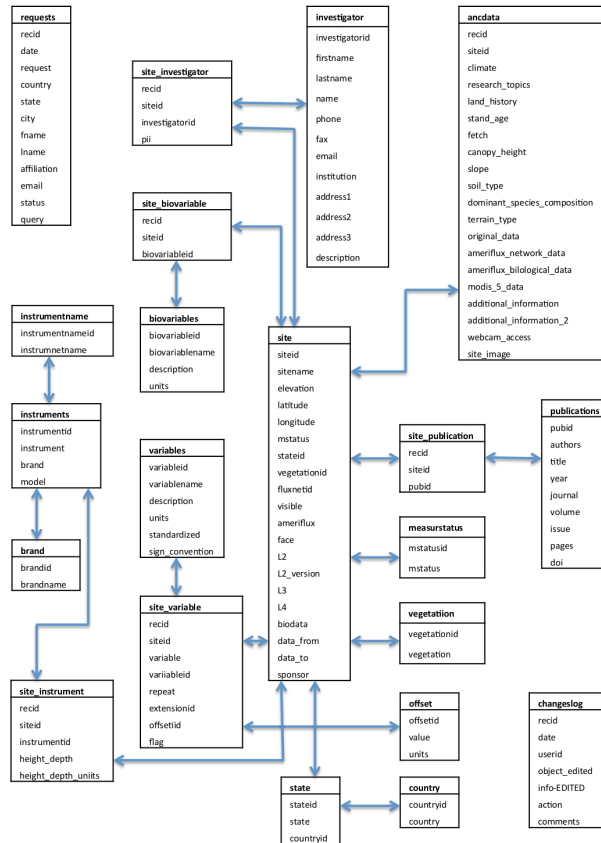 requests
recid
date
request
country
state
city
fname
lname
affiliation
email
status
query
site_investigator
recid
siteid
investigatorid
pii
investigator
investigatorid
firstname
lastname
name
phone
fax
email
institution
address1
address2
address3
description
ancdata
recid
siteid
climate
research_topics
land_history
stand_age
fetch
canopy_height
slope
soil_type
dominant_species_composition
terrain_type
original_data
ameriflux_network_data
ameriflux_bilological_data
modis_5_data
additional_information
additional_information_2
webcam_access
site_image
site_biovariable
recid
siteid
biovariableid
biovariables
biovariableid
biovariablename
description
units
instrumentname
instrumentnameid
instrumnetname
instruments
instrumentid
instrument
brand
model
brand
brandid
brandname
variables
variableid
variablename
description
units
standardized
sign_convention
site
siteid
sitename
elevation
latitude
longitude
mstatus
stateid
vegetationid
fluxnetid
visible
ameriflux
face
L2
L2_version
L3
L4
biodata
data_from
data_to
sponsor
site_publication
recid
siteid
pubid
publications
pubid
authors
title
year
journal
volume
issue
pages
doi
measurstatus
mstatusid
mstatus
vegetatiion
vegetationid
vegetation
site_variable
recid
siteid
variable
variiableid
repeat
extensionid
offsetiid
flag
site_instrument
recid
siteid
instrumentid
height_depth
height_depth_uniits
offset
offsetid
value
units
changeslog
recid
date
userid
object_edited
info-EDITED
action
comments
state
stateid
state
countryid
country
countryid
country